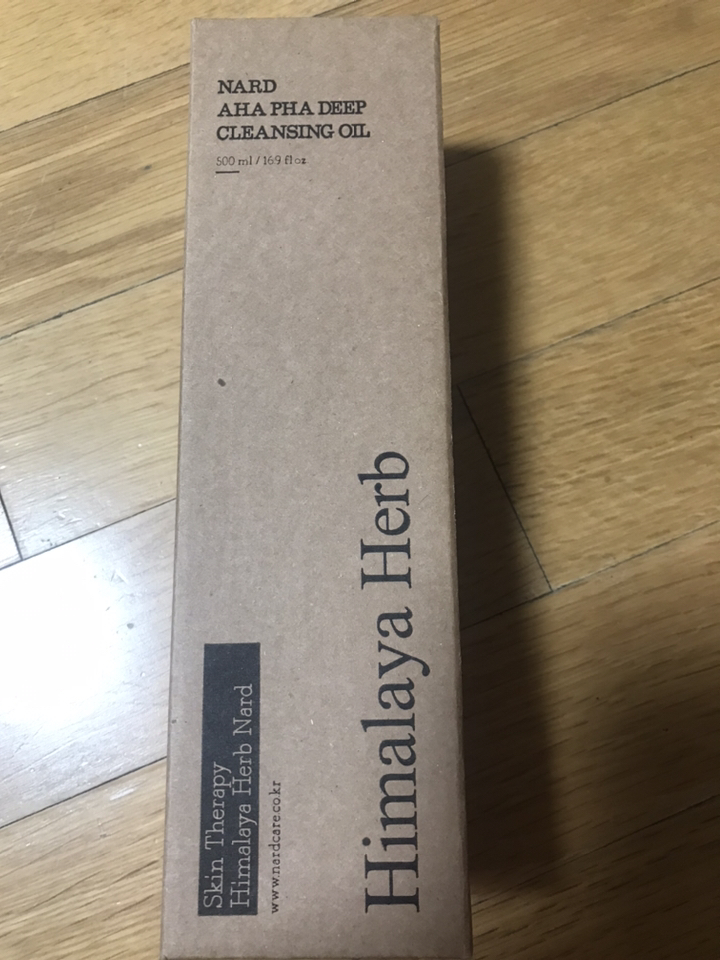 NARD
AHA PHA DEEP
CLEANSING OIL
500 ml / 16.9 fl oz
Himalaya Herb
Skin Therapy
Himalaya Herb Nard
www.nardcare.co.kr